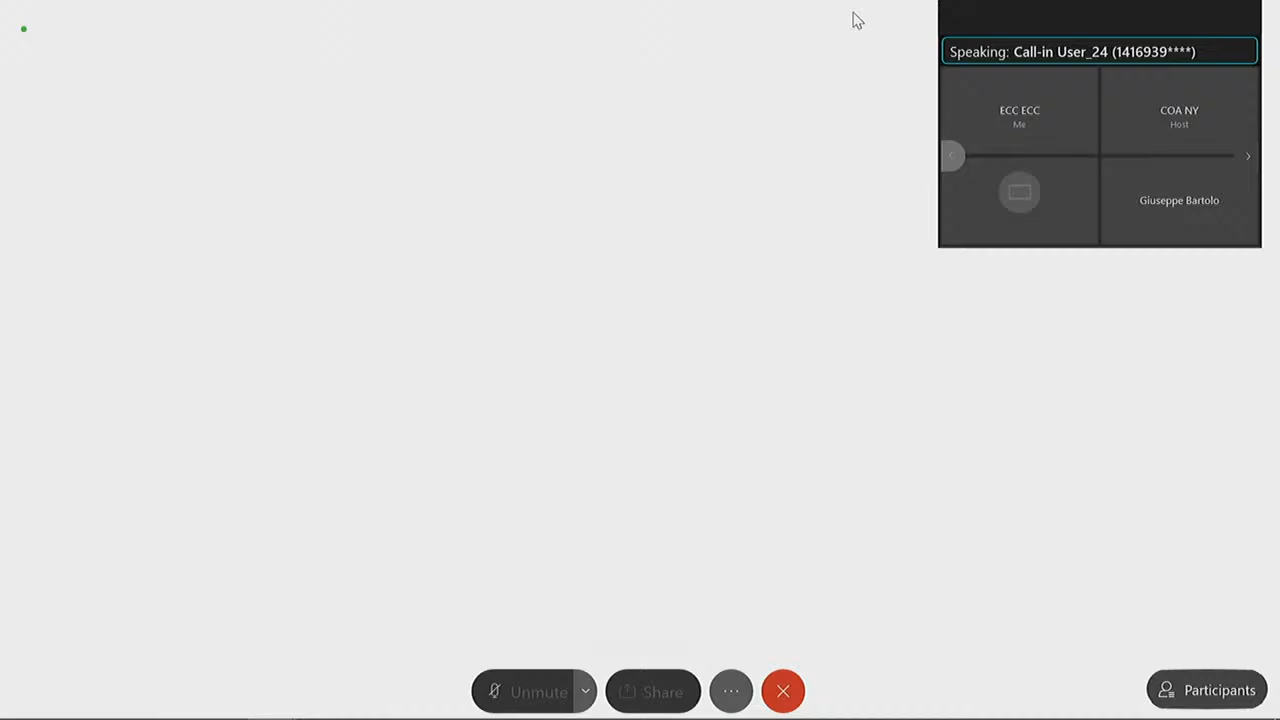 Speaking: Call-in User_24 (1416939****)
ECC ECC
Me
COA NY
Host
Giuseppe Bartolo
Unmute
Share
Participants